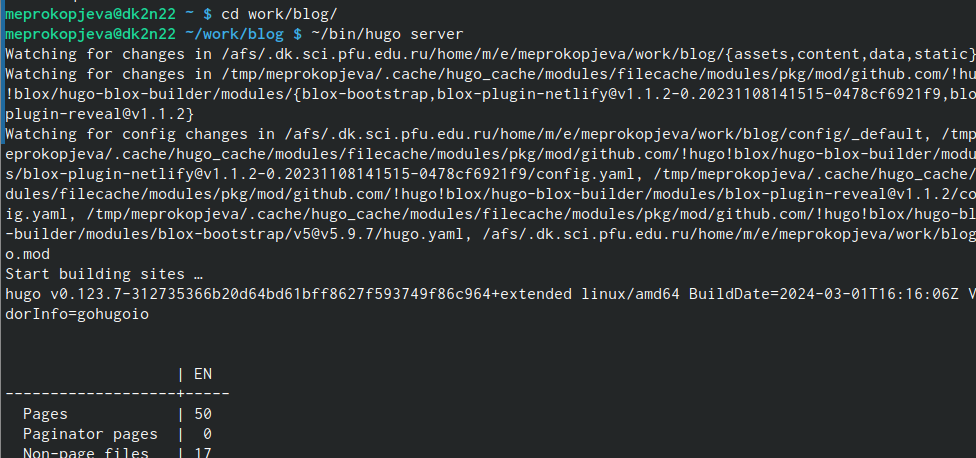 meprokopjeva@dk2n22 ~ $ cd work/blog/
meprokopjeva@dk2n22 ~/work/blog $ ~/bin/hugo server
Watching for changes in /afs/.dk.sci.pfu.edu.ru/home/m/e/meprokopjeva/work/blog/{assets,content,data,static}
Watching for changes in /tmp/meprokopjeva/.cache/hugo_cache/modules/filecache/modules/pkg/mod/github.com/!hu
!blox/hugo-blox-builder/modules/{blox-bootstrap,blox-plugin-netlify@v1.1.2-0.20231108141515-0478cf6921f9,blo
plugin-reveal@v1.1.2}
Watching for config changes in /afs/.dk.sci.pfu.edu.ru/home/m/e/meprokopjeva/work/blog/config/_default, /tmp
eprokopjeva/.cache/hugo_cache/modules/filecache/modules/pkg/mod/github.com/!hugo!blox/hugo-blox-builder/modu
s/blox-plugin-netlify@v1.1.2-0.20231108141515-0478cf6921f9/config.yaml, /tmp/meprokopjeva/.cache/hugo_cache/
dules/filecache/modules/pkg/mod/github.com/!hugo!blox/hugo-blox-builder/modules/blox-plugin-reveal@v1.1.2/co
ig.yaml, /tmp/meprokopjeva/.cache/hugo_cache/modules/filecache/modules/pkg/mod/github.com/!hugo!blox/hugo-bl
-builder/modules/blox-bootstrap/v5@v5.9.7/hugo.yaml, /afs/.dk.sci.pfu.edu.ru/home/m/e/meprokopjeva/work/blog
o.mod
Start building sites …
hugo v0.123.7-312735366b20d64bd61bff8627f593749f86c964+extended linux/amd64 BuildDate=2024-03-01T16:16:06Z V
dorInfo=gohugoio
| EN
-------------------+-----
Pages | 50
Paginator pages | 0
Non-page files | 17